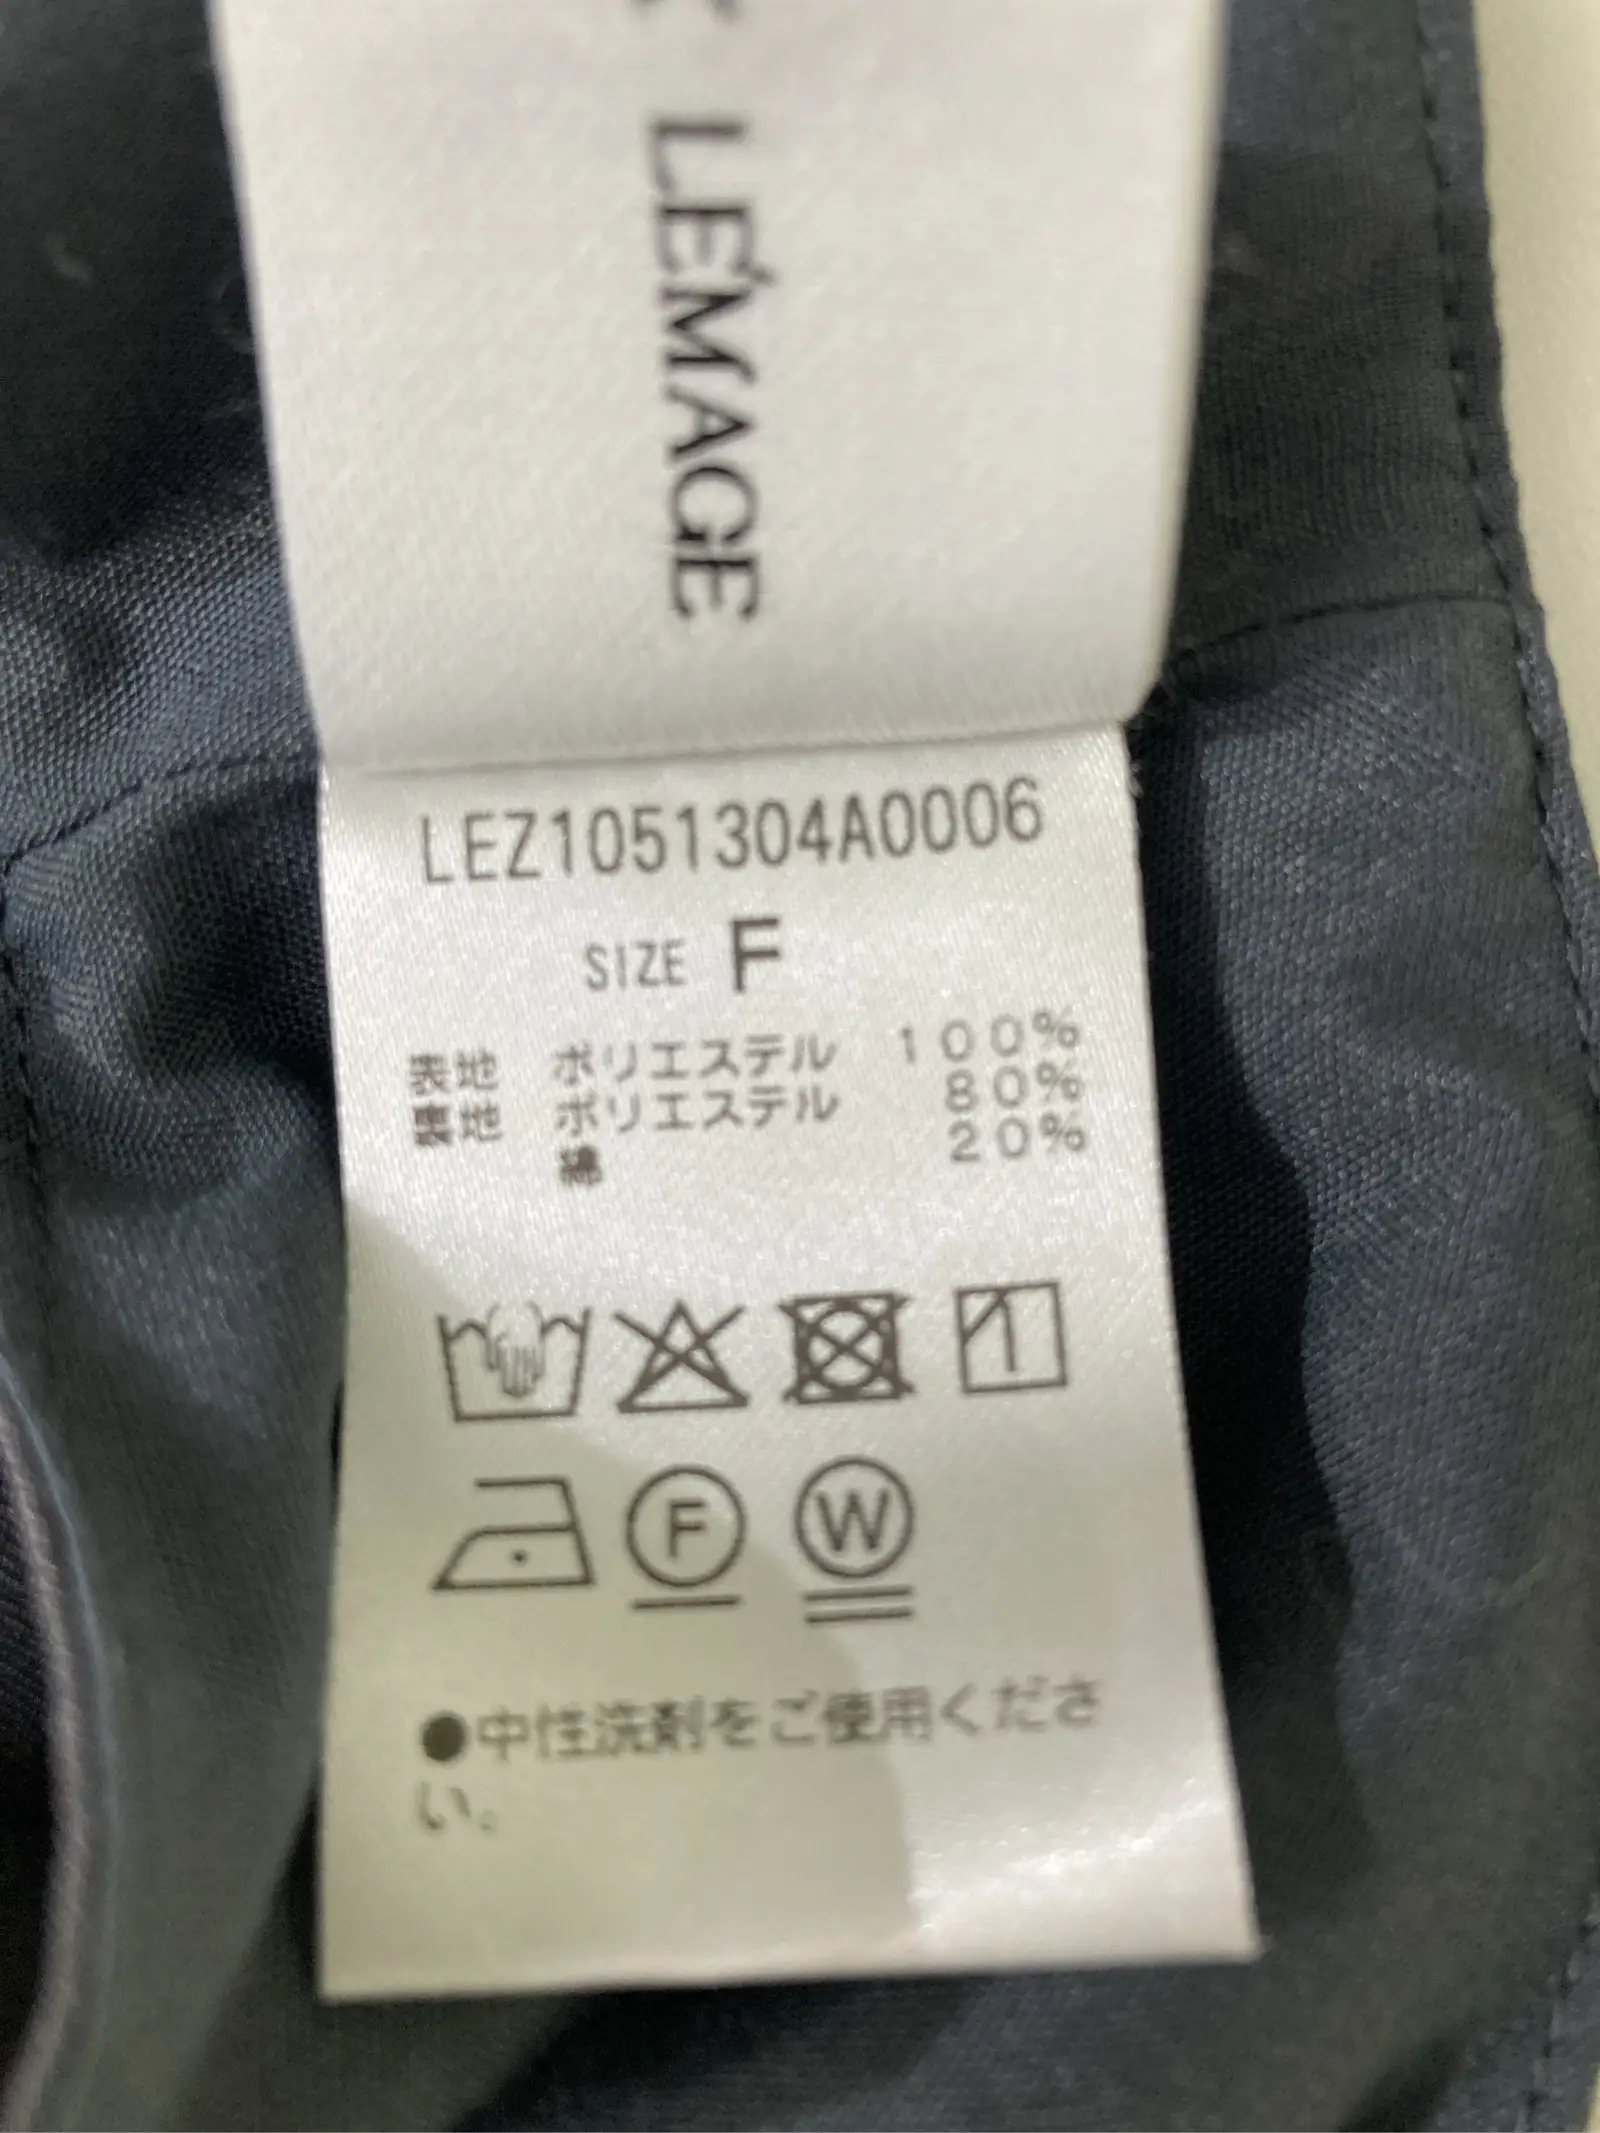 LE'MAGE
LEZ1051304A0006
SIZE F
表地 ポリエステル 100%
裏地 ポリエステル 80%
綿 20%
1
F
W
●中性洗剤をご使用くださ
い。